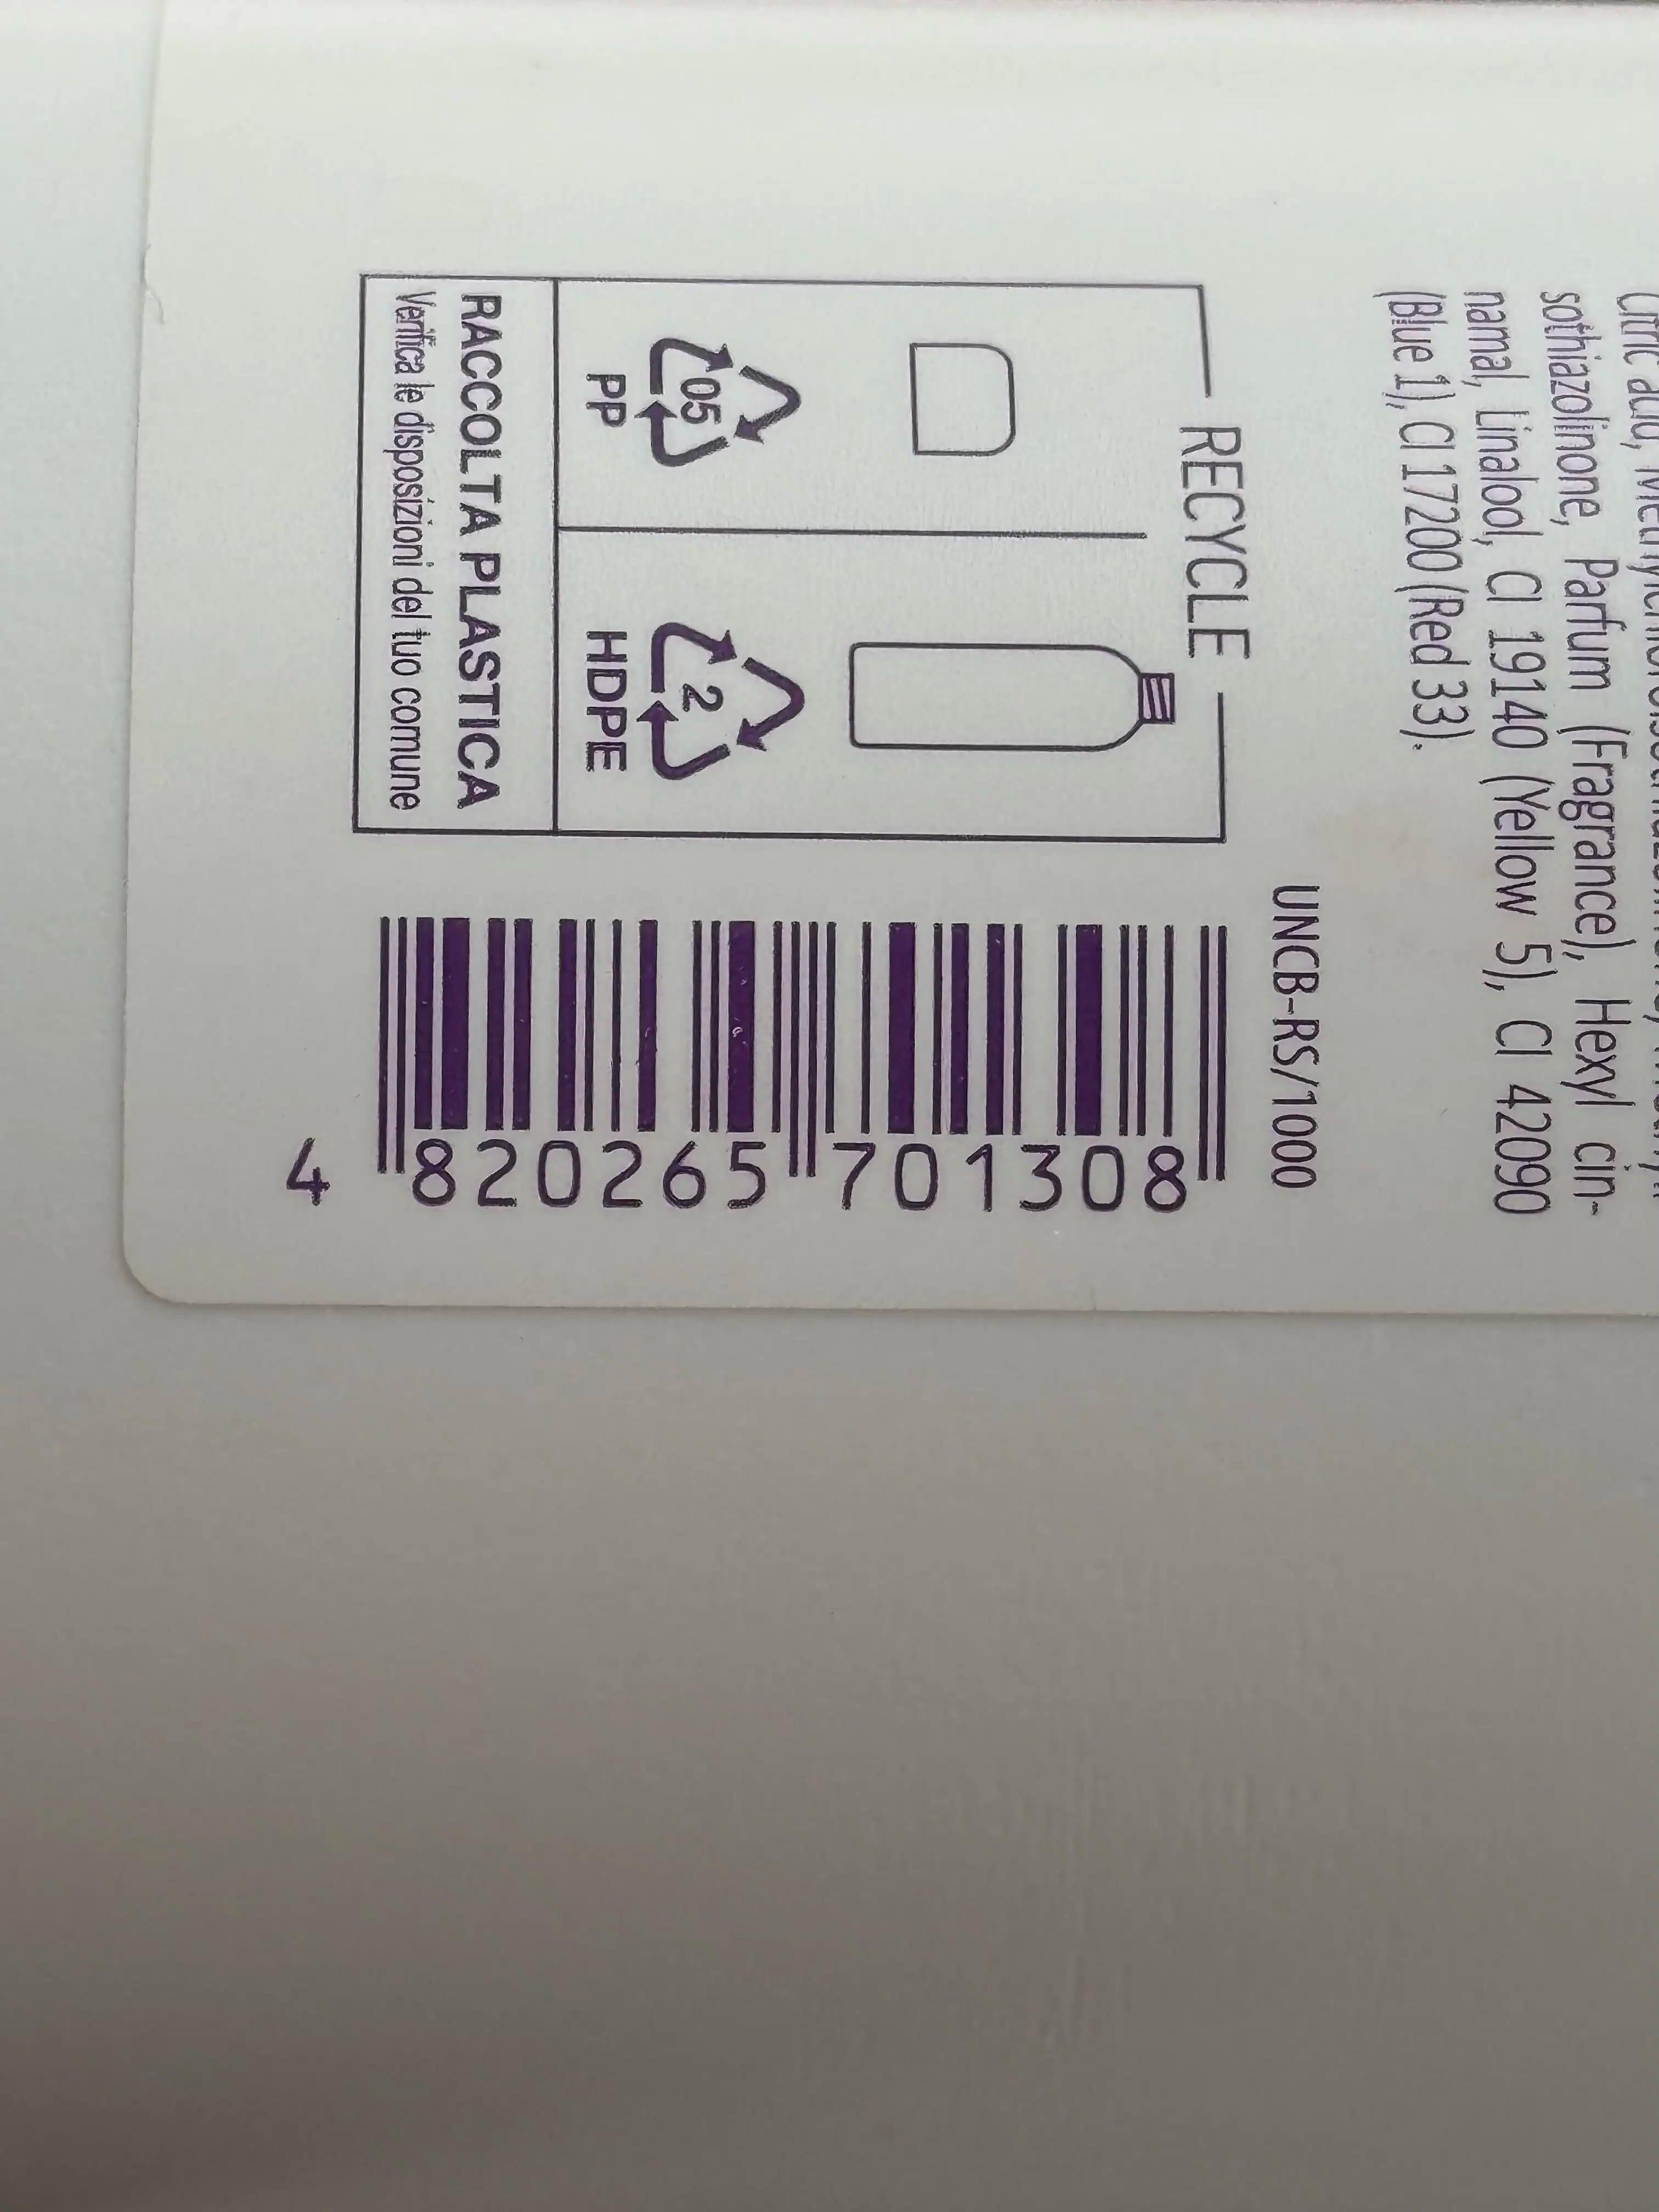 sothiazolinone, Parfum (Fragrance), Hexyl cin-
namal, Linalool, CI 19140 (Yellow 5), CI 42090
(Blue 1), CI 17200 (Red 33).
RECYCLE
05
PP
2
HDPE
RACCOLTA PLASTICA
Verifica le disposizioni del tuo comune
UNCB-RS/1000
4 820265 701308